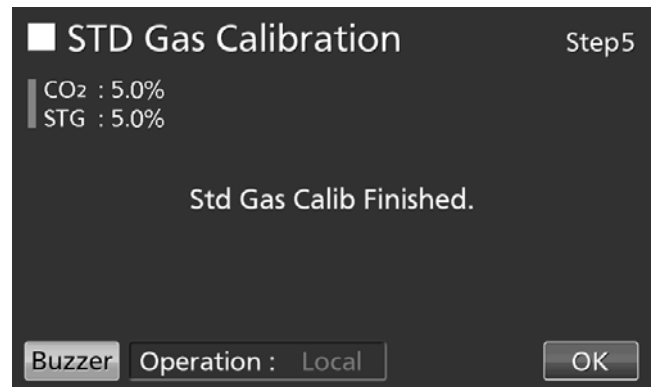 STD Gas Calibration Step5
CO2 : 5.0%
STG : 5.0%
Std Gas Calib Finished.
Buzzer Operation : Local OK